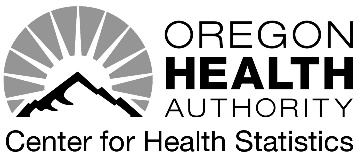 OREGON
HEALTH
AUTHORITY
Center for Health Statistics